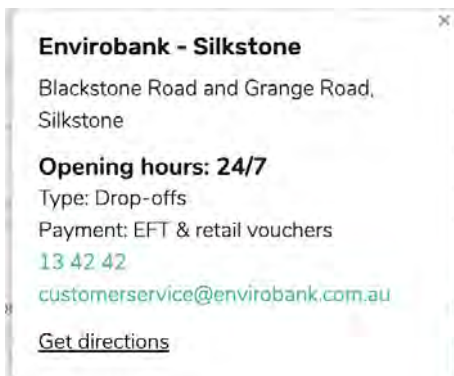 Envirobank - Silkstone
Blackstone Road and Grange Road,
Silkstone
Opening hours: 24/7
Type: Drop-offs
Payment: EFT & retail vouchers
13 42 42
customerservice@envirobank.com.au
Get directions